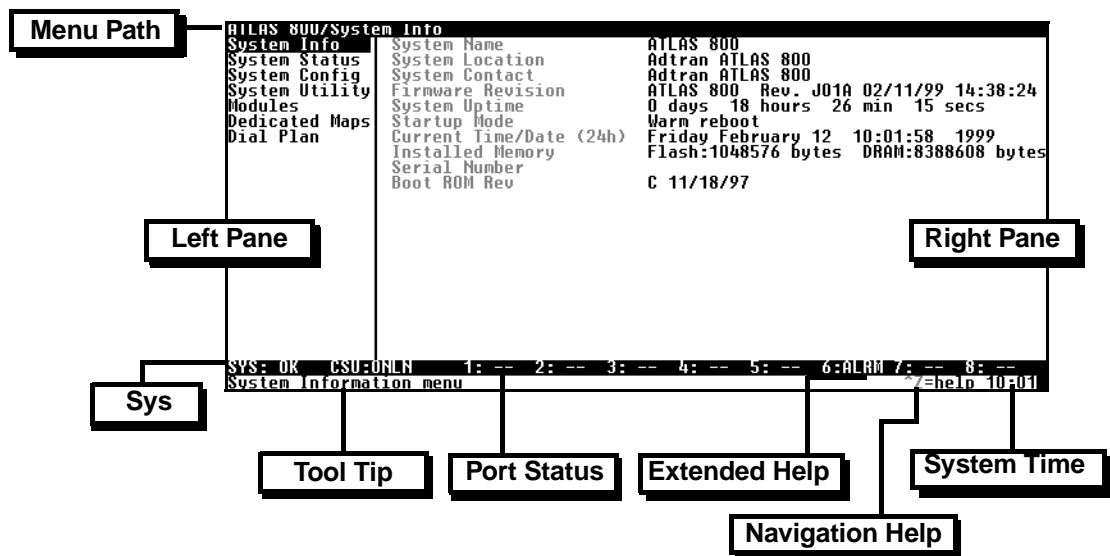 Menu Path
ATLAS 800/System Info
System Info
System Status
System Config
System Utility
Modules
Dedicated Maps
Dial Plan
System Name ATLAS 800
System Location Adtran ATLAS 800
System Contact Adtran ATLAS 800
Firmware Revision ATLAS 800 Rev. J01A 02/11/99 14:38:24
System Uptime 0 days 18 hours 26 min 15 secs
Startup Mode Warm reboot
Current Time/Date (24h) Friday February 12 10:01:58 1999
Installed Memory Flash:1048576 bytes DRAM:8388608 bytes
Serial Number
Boot ROM Rev C 11/18/97
Left Pane
Right Pane
SYS: OK CSU:ONLN 1: -- 2: -- 3: -- 4: -- 5: -- 6:ALRM 7: -- 8: --
System Information menu ^Z=help 10:01
Sys
Tool Tip
Port Status
Extended Help
System Time
Navigation Help